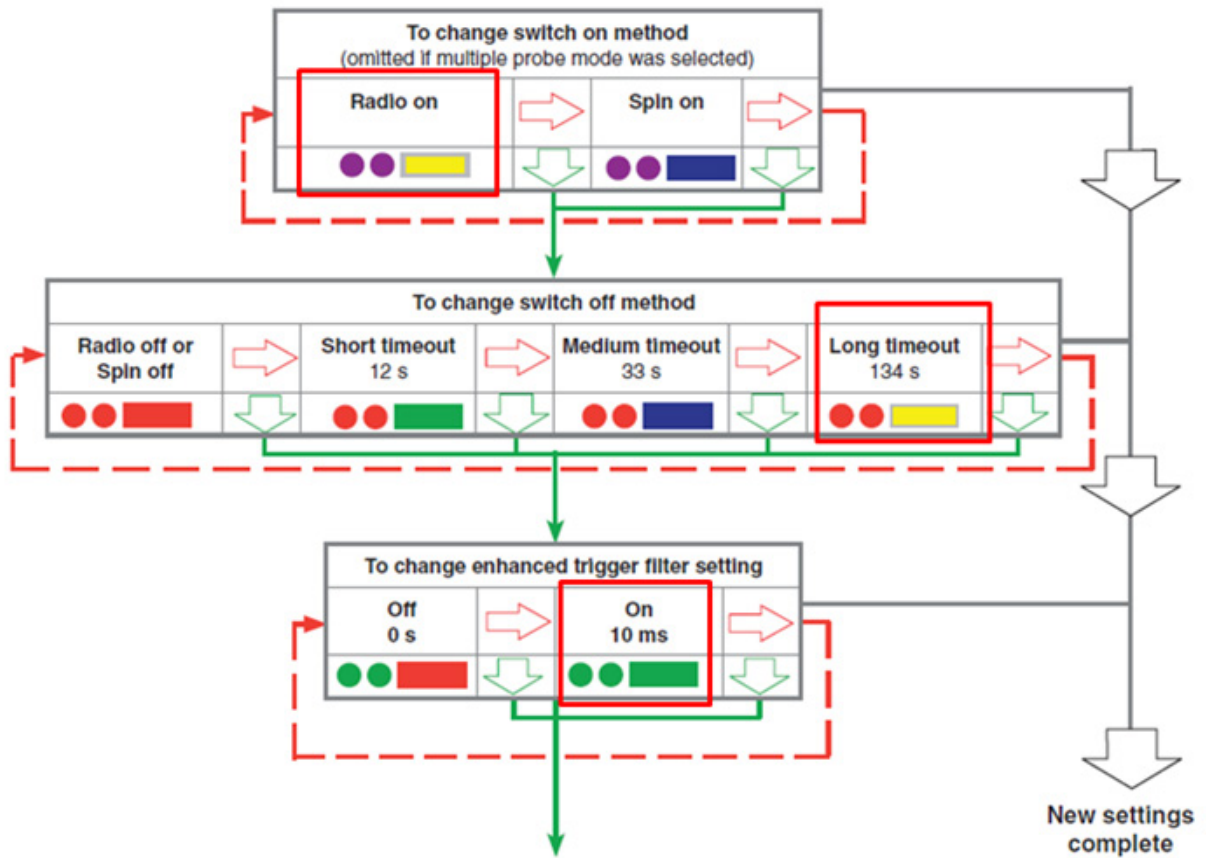 To change switch on method
(omitted if multiple probe mode was selected)
Radio on
Spin on
To change switch off method
Radio off or
Spin off
Short timeout
12 s
Medium timeout
33 s
Long timeout
134 s
To change enhanced trigger filter setting
Off
0 s
On
10 ms
New settings
complete